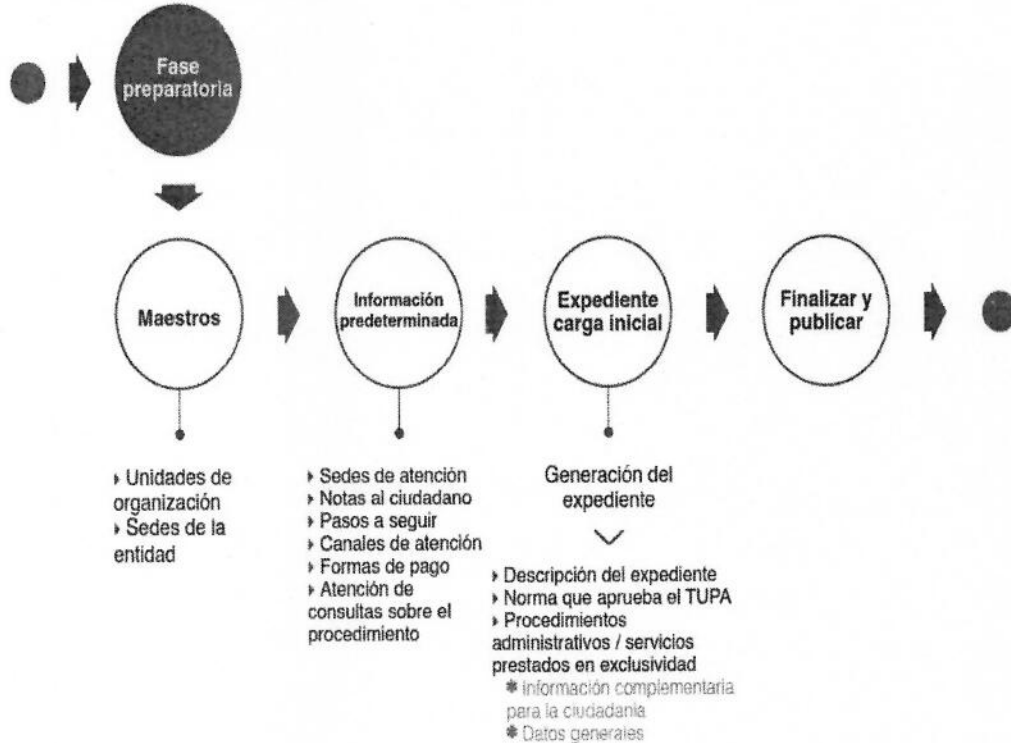 Fase
preparatoria
Maestros
Información
predeterminada
Expediente
carga inicial
Finalizar y
publicar
Unidades de
organización
Sedes de la
entidad
Sedes de atención
Notas al ciudadano
Pasos a seguir
Canales de atención
Formas de pago
Atención de
consultas sobre el
procedimiento
Generación del
expediente
Descripción del expediente
Norma que aprueba el TUPA
Procedimientos
administrativos / servicios
prestados en exclusividad
* Información complementaria
para la ciudadanía
* Datos generales